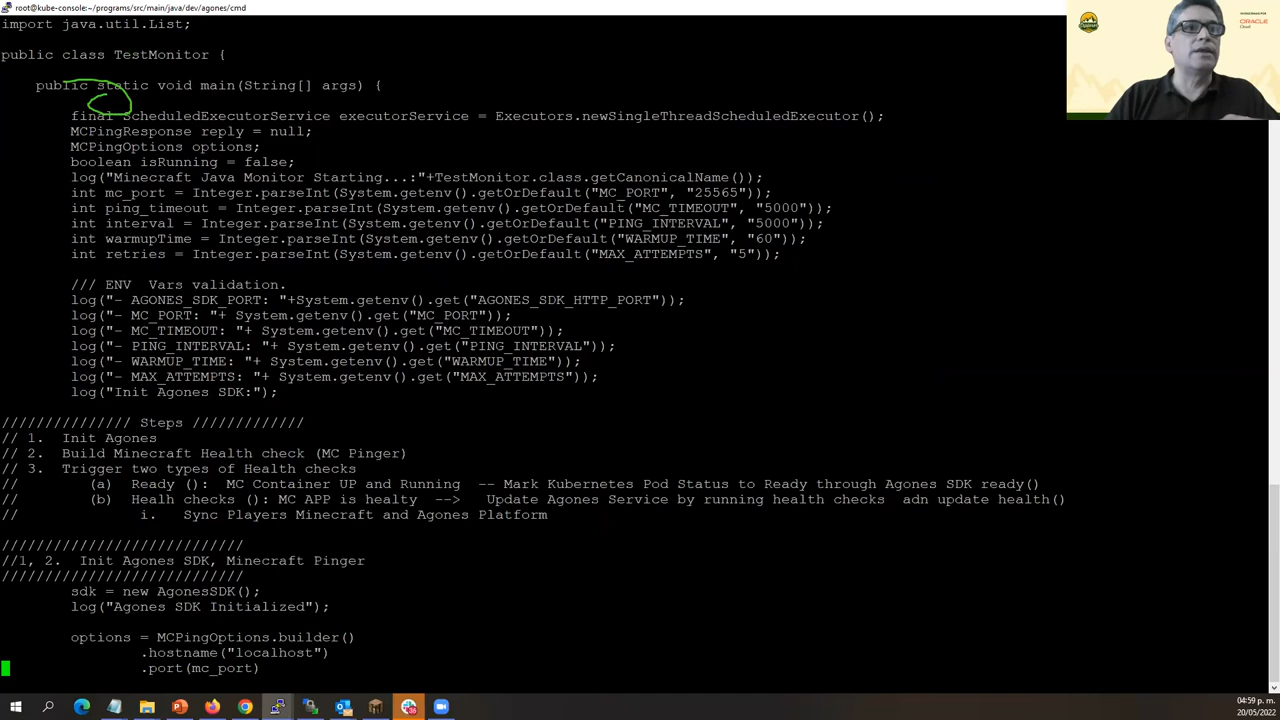 root@kube-console:~/programs/src/main/java/dev/agones/cmd
import java.util.List;
public class TestMonitor {
public static void main(String[] args) {
final ScheduledExecutorService executorService = Executors.newSingleThreadScheduledExecutor();
MCPingResponse reply = null;
MCPingOptions options;
boolean isRunning = false;
log("Minecraft Java Monitor Starting...:"+TestMonitor.class.getCanonicalName());
int mc_port = Integer.parseInt(System.getenv().getOrDefault("MC_PORT", "25565"));
int ping_timeout = Integer.parseInt(System.getenv().getOrDefault("MC_TIMEOUT", "5000"));
int interval = Integer.parseInt(System.getenv().getOrDefault("PING_INTERVAL", "5000"));
int warmupTime = Integer.parseInt(System.getenv().getOrDefault("WARMUP_TIME", "60"));
int retries = Integer.parseInt(System.getenv().getOrDefault("MAX_ATTEMPTS", "5"));
/// ENV  Vars validation.
log("- AGONES_SDK_PORT: "+System.getenv().get("AGONES_SDK_HTTP_PORT"));
log("- MC_PORT: "+ System.getenv().get("MC_PORT"));
log("- MC_TIMEOUT: "+ System.getenv().get("MC_TIMEOUT"));
log("- PING_INTERVAL: "+ System.getenv().get("PING_INTERVAL"));
log("- WARMUP_TIME: "+ System.getenv().get("WARMUP_TIME"));
log("- MAX_ATTEMPTS: "+ System.getenv().get("MAX_ATTEMPTS"));
log("Init Agones SDK:");
/////////////// Steps /////////////
// 1.  Init Agones
// 2.  Build Minecraft Health check (MC Pinger)
// 3.  Trigger two types of Health checks
//      (a)  Ready ():  MC Container UP and Running  -- Mark Kubernetes Pod Status to Ready through Agones SDK ready()
//      (b)  Healh checks (): MC APP is healty -->   Update Agones Service by running health checks  adn update health()
//            i.   Sync Players Minecraft and Agones Platform
////////////////////////////
//1, 2.  Init Agones SDK, Minecraft Pinger
////////////////////////////
sdk = new AgonesSDK();
log("Agones SDK Initialized");
options = MCPingOptions.builder()
.hostname("localhost")
.port(mc_port)
ORACLE
Cloud
04:59 p. m.
20/05/2022